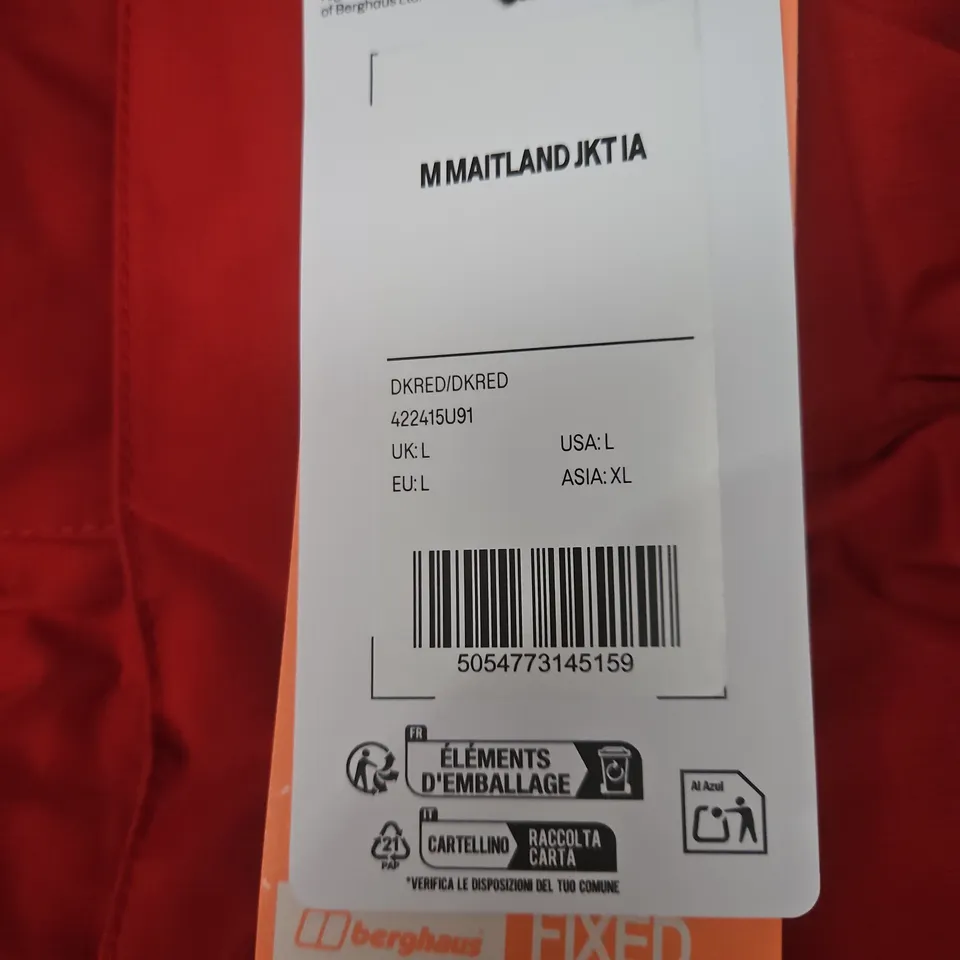 of Berghaus Ltd.
M MAITLAND JKT IA
DKRED/DKRED
422415U91
UK: L
USA: L
EU: L
ASIA: XL
5054773145159
FR
ÉLÉMENTS
D'EMBALLAGE
Al Azul
IT
21
PAP
CARTELLINO
RACCOLTA
CARTA
*VERIFICA LE DISPOSIZIONI DEL TUO COMUNE
berghaus
FIXED